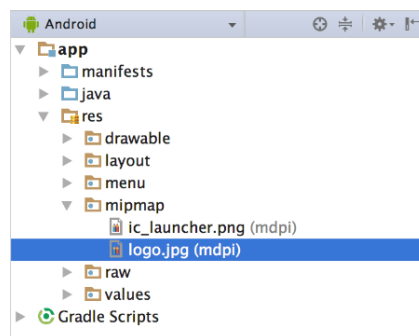 Android
app
manifests
java
res
drawable
layout
menu
mipmap
ic_launcher.png (mdpi)
logo.jpg (mdpi)
raw
values
Gradle Scripts